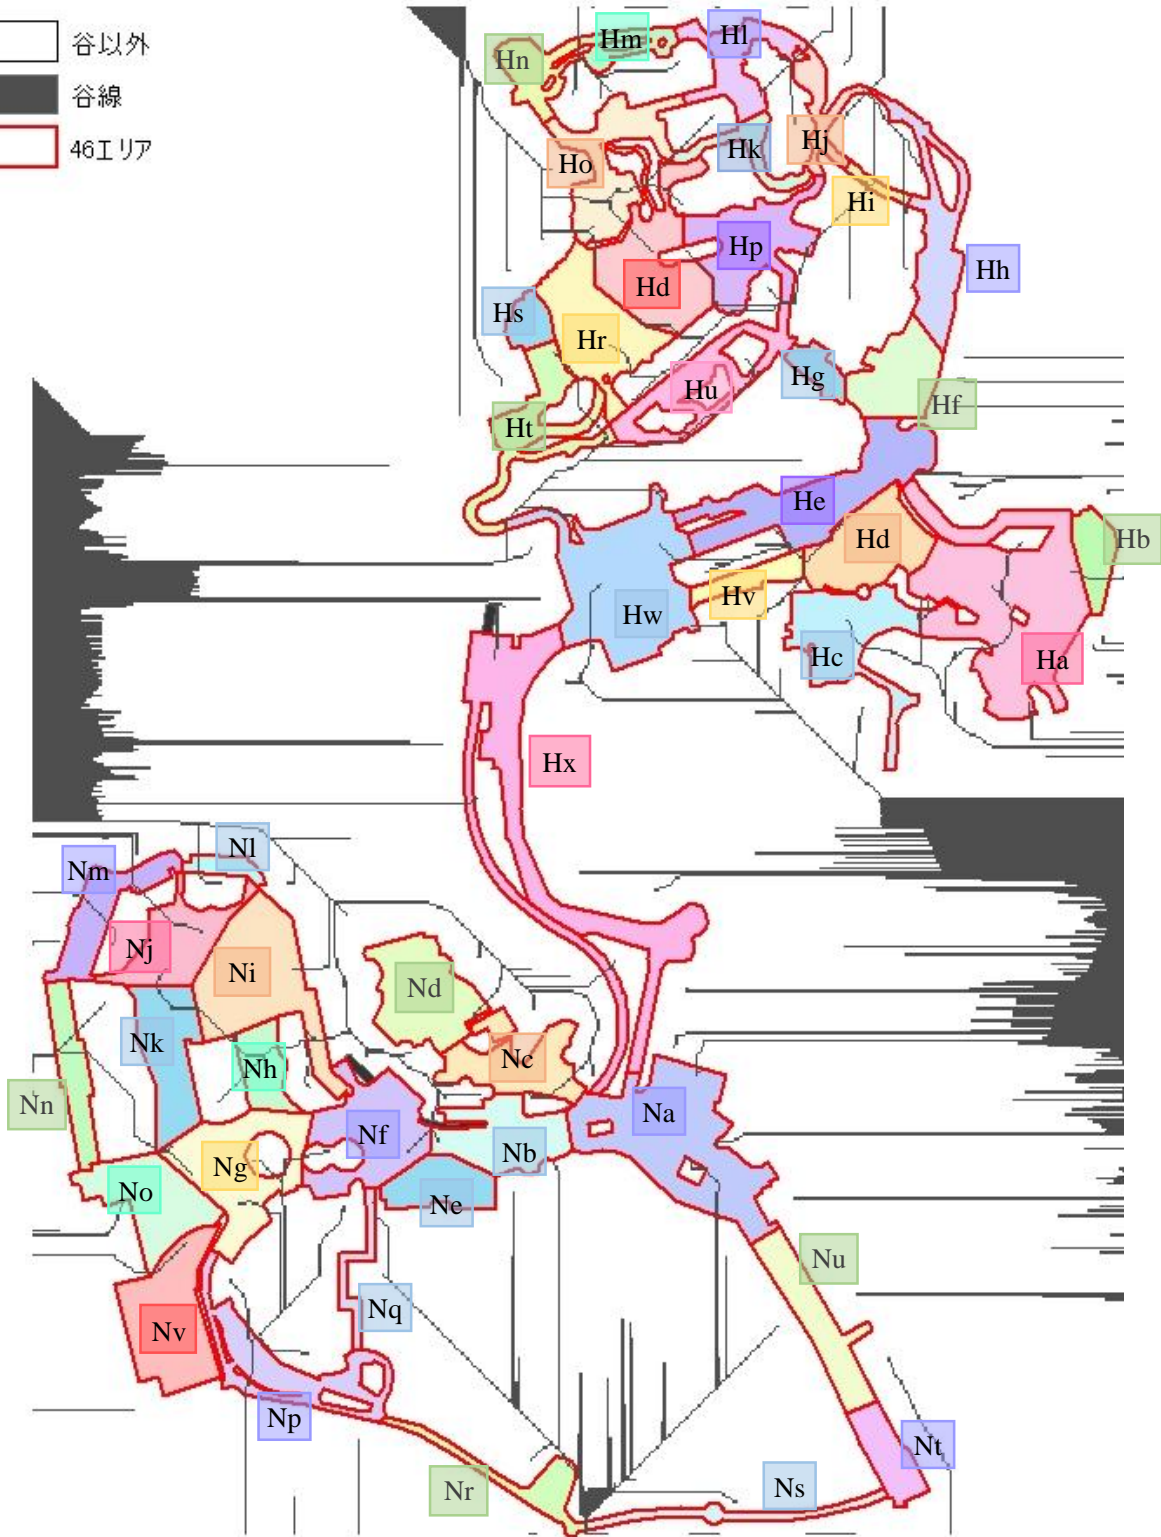 谷以外
谷線
46エリア
Hn
Hm
Hl
Ho
Hk
Hj
Hi
Hp
Hh
Hd
Hs
Hr
Hg
Hu
Hf
Ht
He
Hd
Hb
Hv
Hw
Hc
Ha
Hx
Nl
Nm
Nj
Ni
Nd
Nk
Nc
Nh
Nn
Na
Nf
Nb
Ng
No
Ne
Nu
Nq
Nv
Np
Nt
Nr
Ns